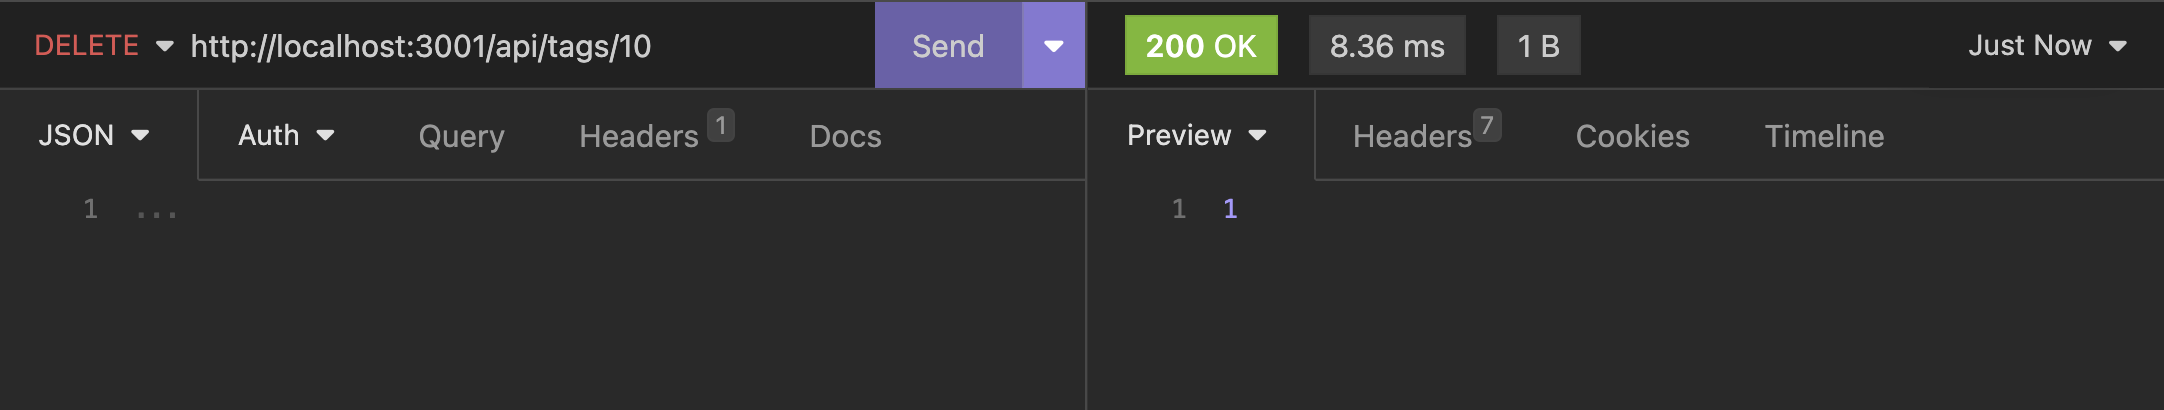 DELETE http://localhost:3001/api/tags/10 Send 200 OK 8.36 ms 1 B Just Now
JSON Auth Query Headers 1 Docs Preview Headers 7 Cookies Timeline
1 ... 1 1